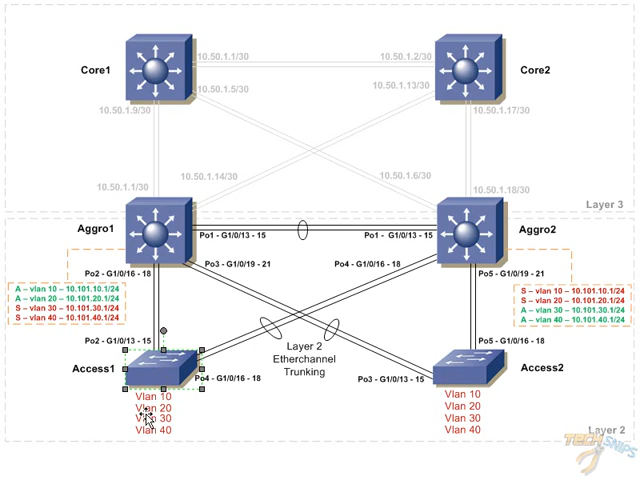 10.50.1.1/30
10.50.1.2/30
Core1
Core2
10.50.1.5/30
10.50.1.13/30
10.50.1.9/30
10.50.1.17/30
10.50.1.14/30
10.50.1.6/30
10.50.1.1/30
10.50.1.18/30
Layer 3
Aggro1
Aggro2
Po1 - G1/0/13 - 15
Po1 - G1/0/13 - 15
Po3 - G1/0/19 - 21
Po4 - G1/0/16 - 18
Po2 - G1/0/16 - 18
Po5 - G1/0/19 - 21
A – vlan 10 – 10.101.10.1/24
A – vlan 20 – 10.101.20.1/24
S – vlan 30 – 10.101.30.1/24
S – vlan 40 – 10.101.40.1/24
S – vlan 10 – 10.101.10.1/24
S – vlan 20 – 10.101.20.1/24
A – vlan 30 – 10.101.30.1/24
A – vlan 40 – 10.101.40.1/24
Po2 - G1/0/13 - 15
Po5 - G1/0/16 - 18
Layer 2
Etherchannel
Trunking
Access1
Access2
Po4 - G1/0/16 - 18
Po3 - G1/0/13 - 15
Vlan 10
Vlan 20
Vlan 30
Vlan 40
Vlan 10
Vlan 20
Vlan 30
Vlan 40
Layer 2
TECHSNIPS